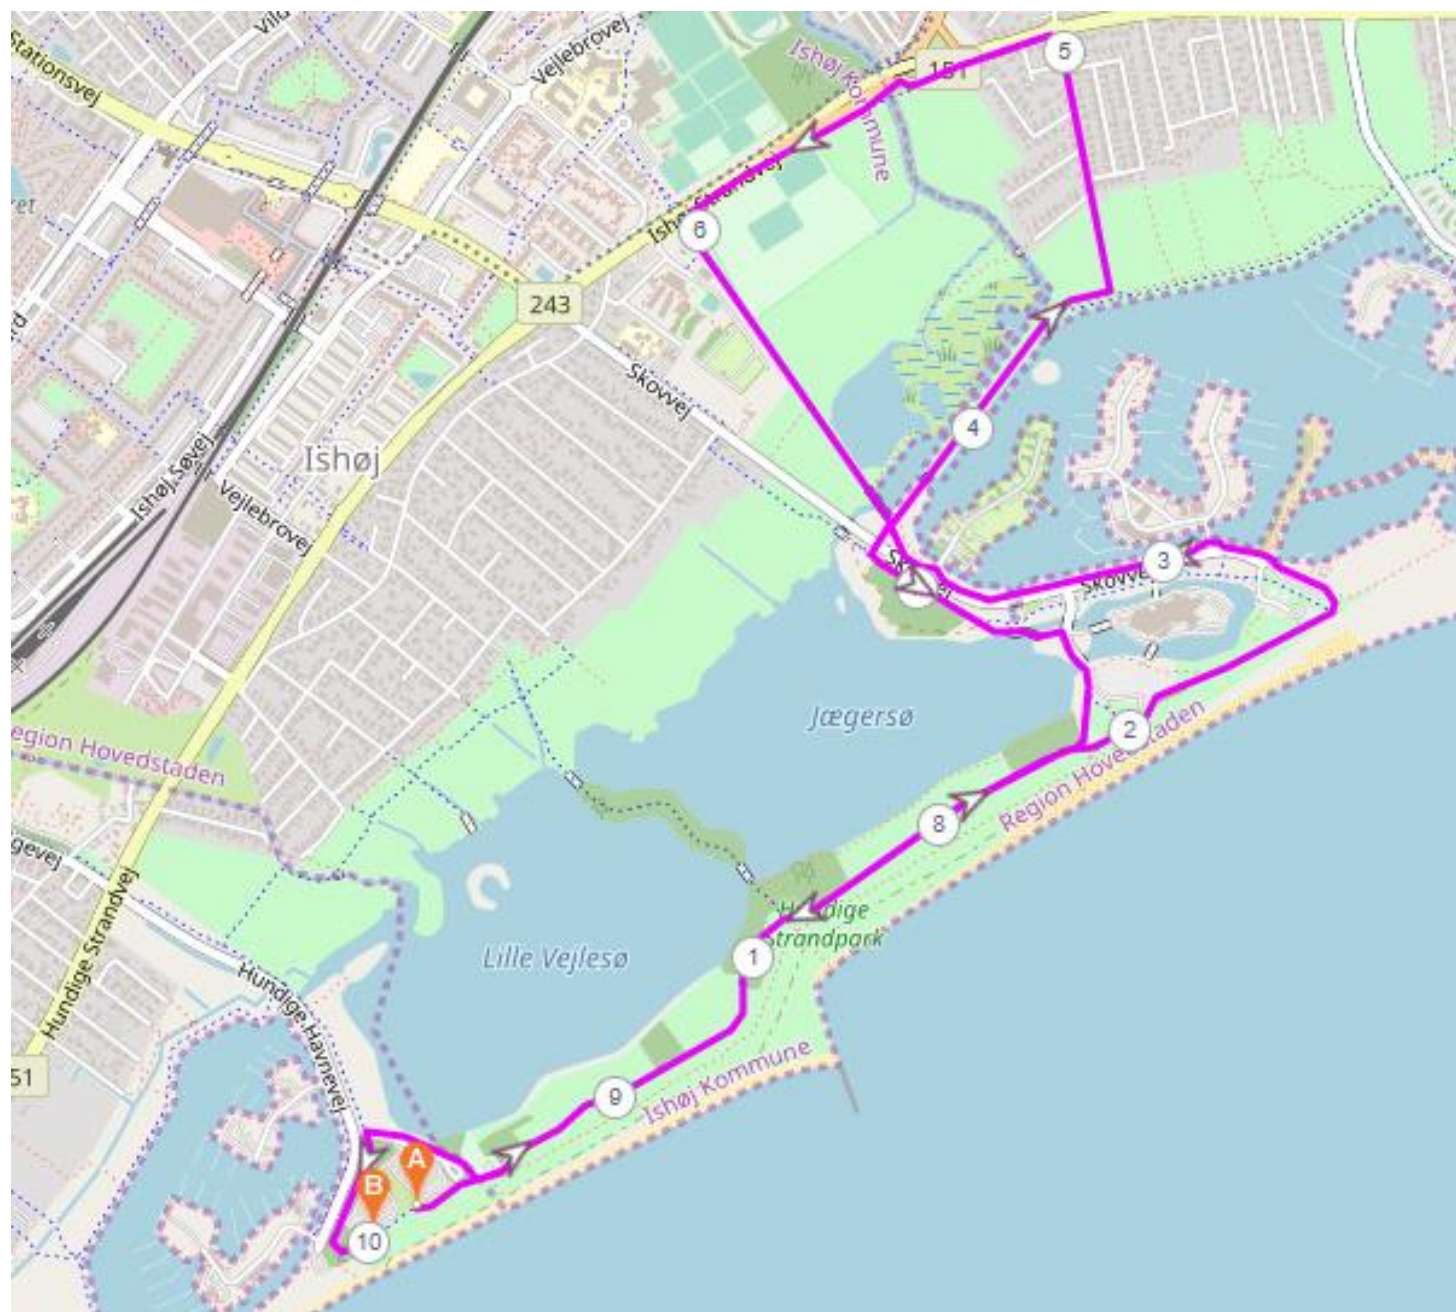 Stationsvej
Vejlebrovej
Ishøj Kommune
5
151
6
Ishøj Strandvej
243
Skovvej
4
Ishøj
Ishøj Søvej
Vejlebrovej
3
Skovvej
Jægersø
2
Region Hovedstaden
Region Hovedstaden
8
Hundige
Strandpark
1
Lille Vejlesø
Hundige Strandvej
Hundige Havnevej
9
Ishøj Kommune
A
B
10